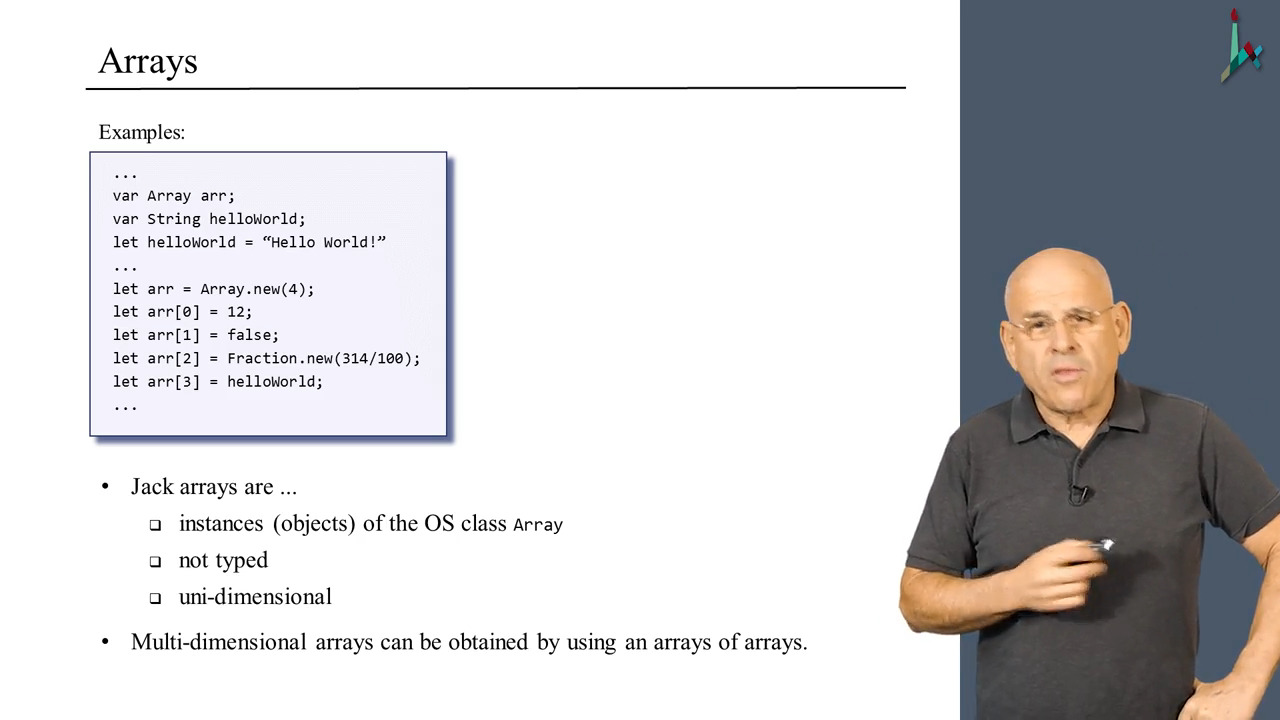 Arrays
Examples:
...
var Array arr;
var String helloWorld;
let helloWorld = “Hello World!”
...
let arr = Array.new(4);
let arr[0] = 12;
let arr[1] = false;
let arr[2] = Fraction.new(314/100);
let arr[3] = helloWorld;
...
• Jack arrays are ...
❑ instances (objects) of the OS class Array
❑ not typed
❑ uni-dimensional
• Multi-dimensional arrays can be obtained by using an arrays of arrays.